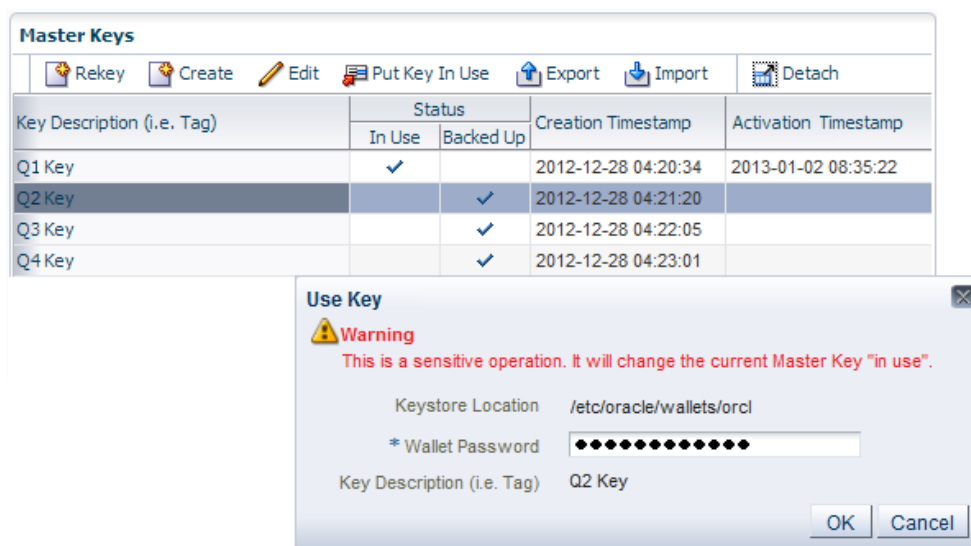 Master Keys
Rekey Create Edit Put Key In Use Export Import Detach
Key Description (i.e. Tag) Status Creation Timestamp Activation Timestamp
In Use Backed Up
Q1 Key 2012-12-28 04:20:34 2013-01-02 08:35:22
Q2 Key 2012-12-28 04:21:20
Q3 Key 2012-12-28 04:22:05
Q4 Key 2012-12-28 04:23:01
Use Key
Warning
This is a sensitive operation. It will change the current Master Key "in use".
Keystore Location /etc/oracle/wallets/orcl
* Wallet Password ●●●●●●●●●●●●
Key Description (i.e. Tag) Q2 Key
OK Cancel